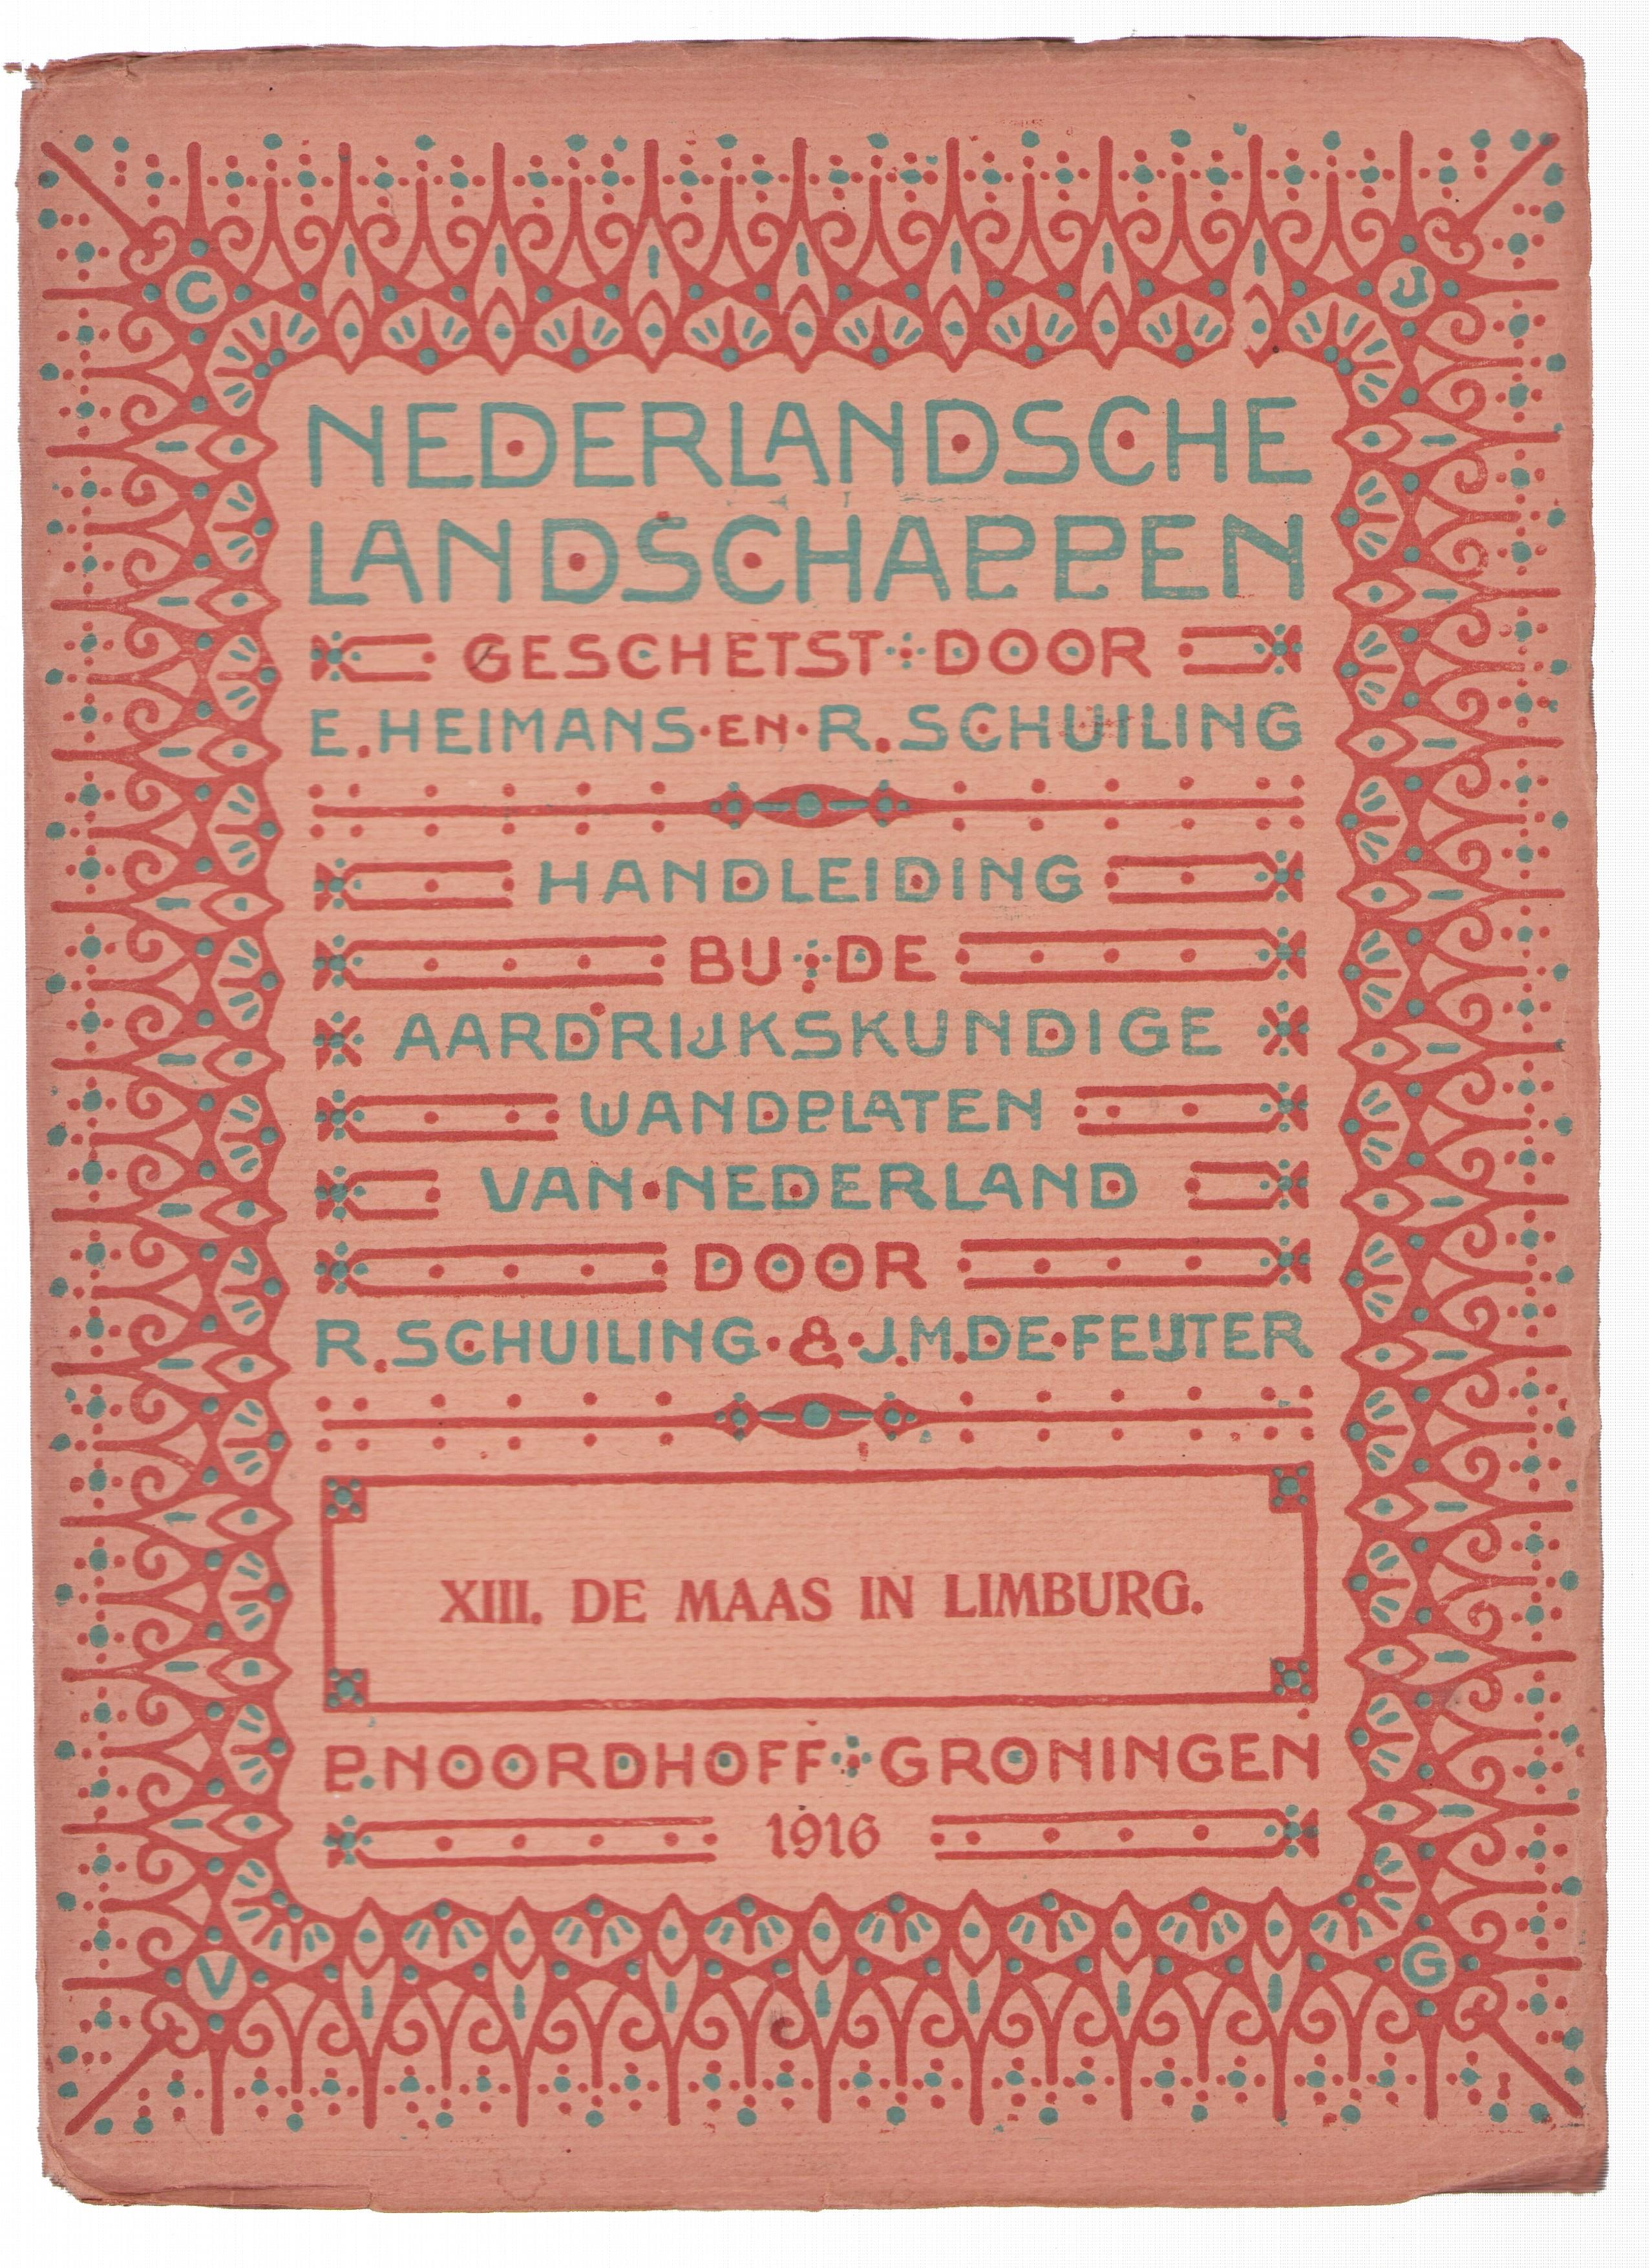 C J
NEDERLANDSCHE
LANDSCHAPPEN
GESCHETST DOOR
E. HEIMANS · EN · R. SCHUILING
HANDLEIDING
BIJ DE
AARDRIJKSKUNDIGE
WANDPLATEN
VAN · NEDERLAND
DOOR
R. SCHUILING · & · J.M. DE · FEIJTER
XIII. DE MAAS IN LIMBURG.
P. NOORDHOFF GRONINGEN
1916
V G